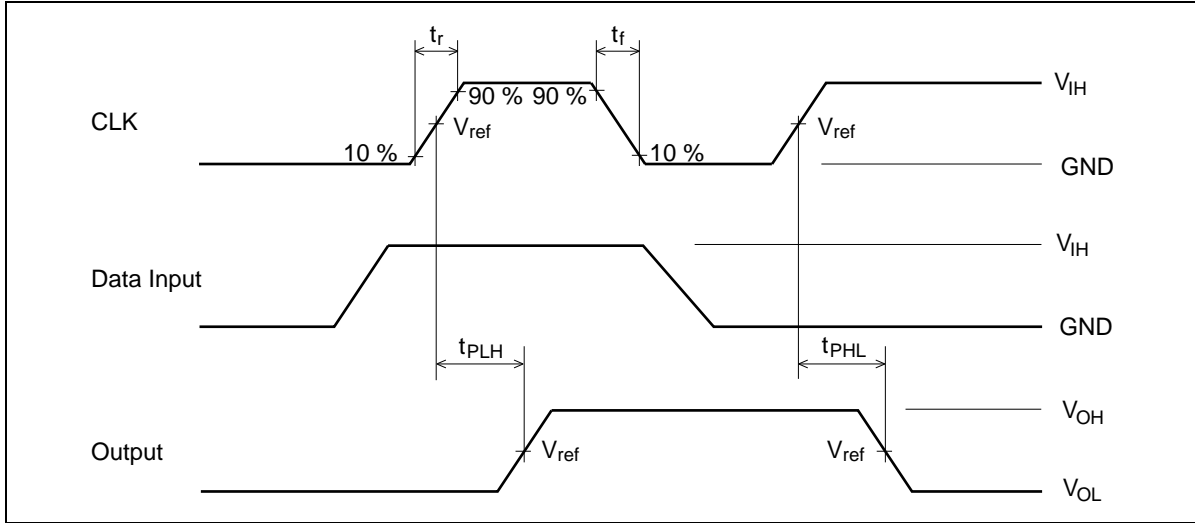 tr tf
CLK 10 % Vref 90 % 90 % 10 % Vref VIH
GND
Data Input VIH
GND
tPLH tPHL
Output Vref Vref VOH
VOL